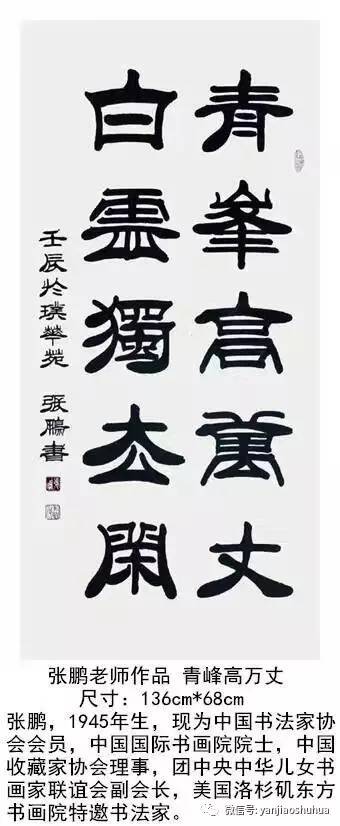 青峯高萬丈
白雲獨去閑
壬辰於璞華苑 張鵬書
张鹏老师作品 青峰高万丈
尺寸：136cm*68cm
张鹏，1945年生，现为中国书法家协
会会员，中国国际书画院院士，中国
收藏家协会理事，团中央中华儿女书
画家联谊会副会长，美国洛杉矶东方
书画院特邀书法家。
微信号: yanjiaoshuhua